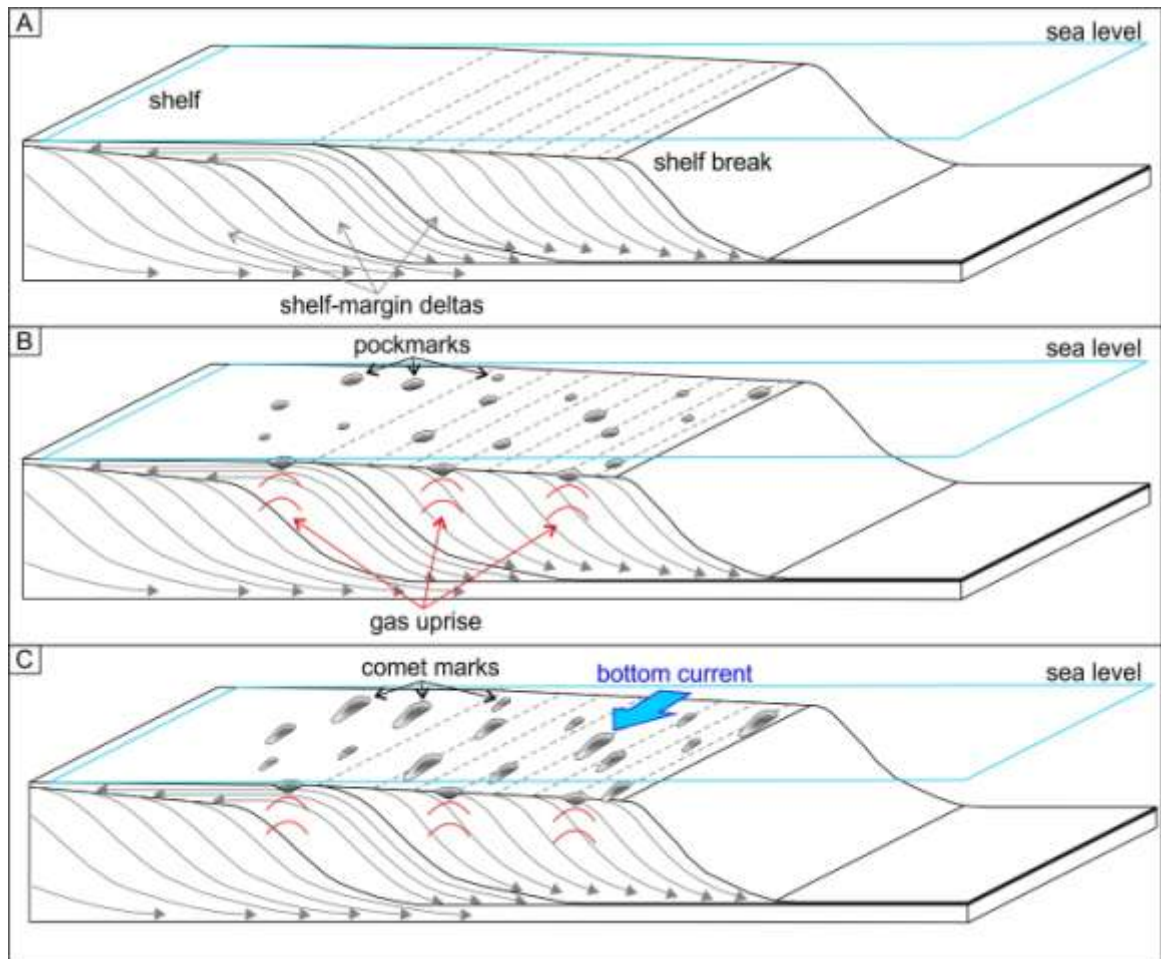 A
sea level
shelf
shelf break
shelf-margin deltas
B
pockmarks
sea level
gas uprise
C
comet marks
bottom current
sea level